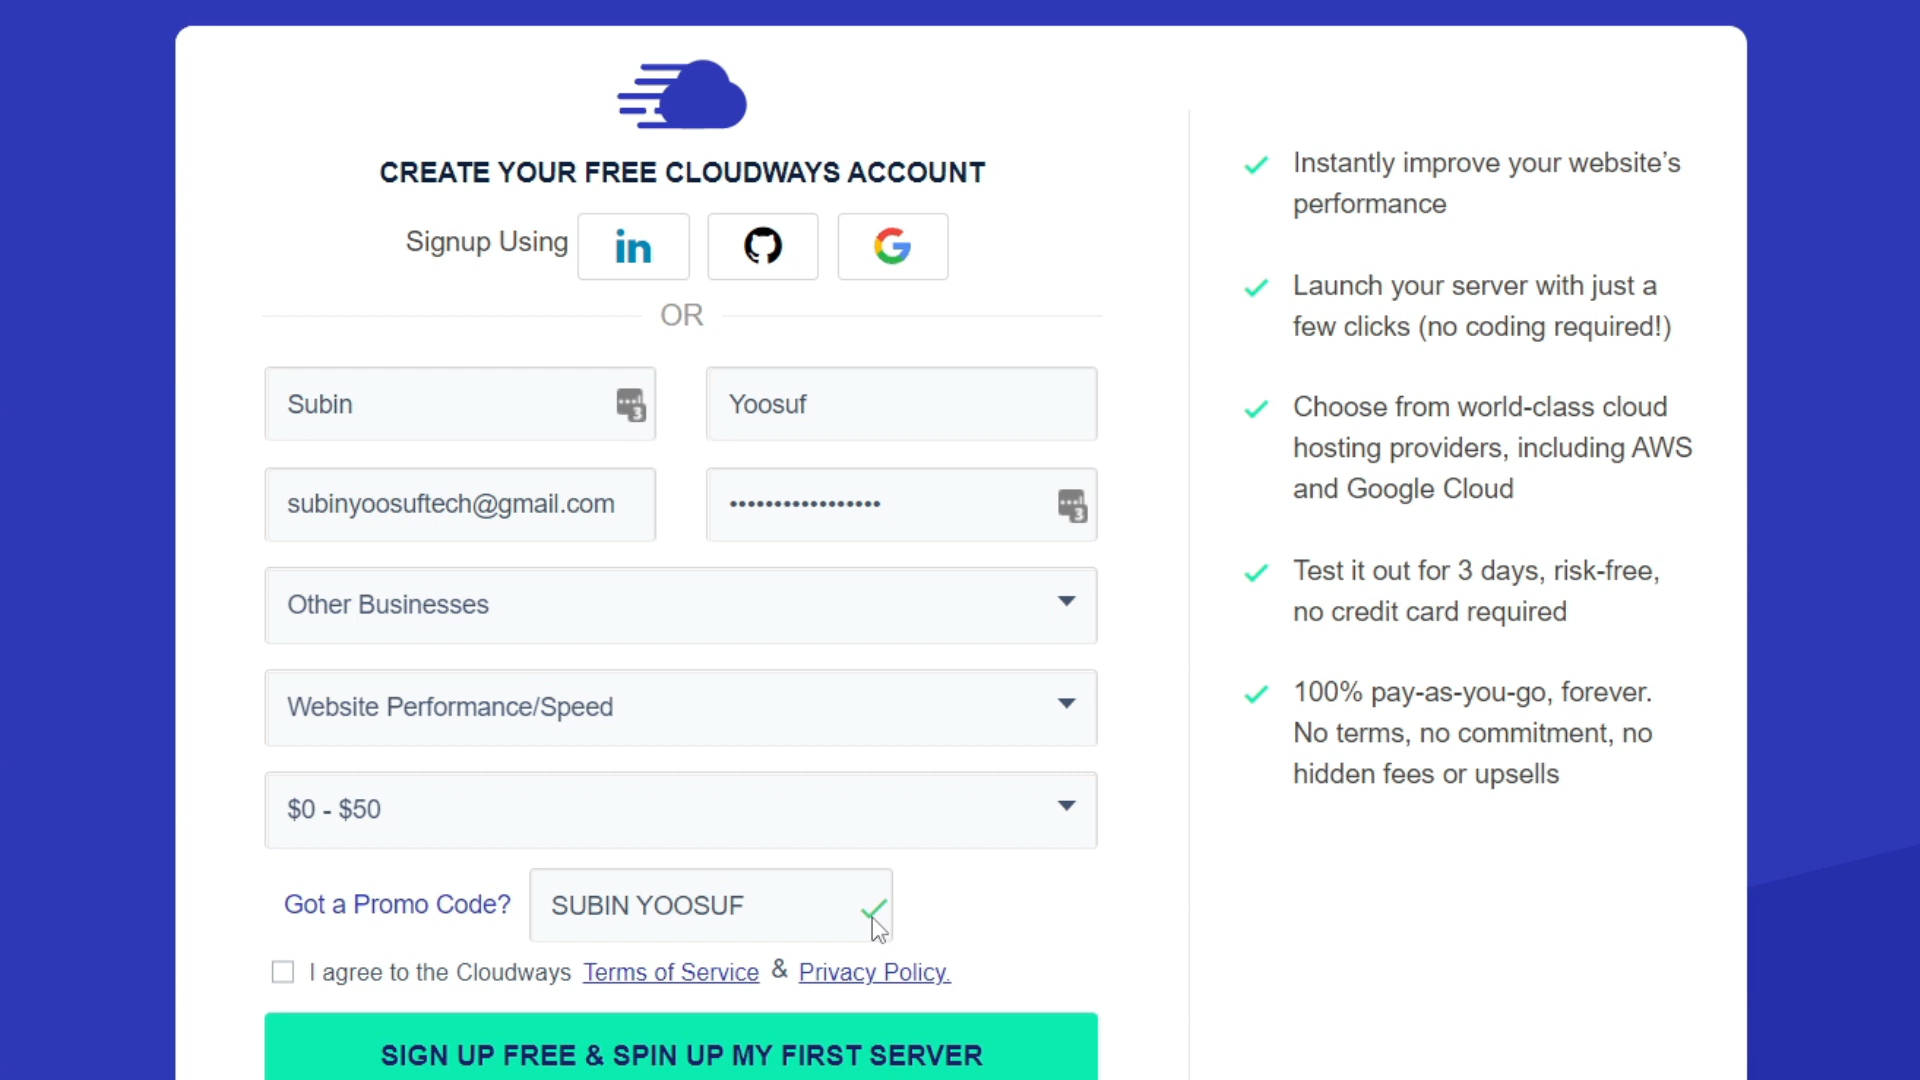 CREATE YOUR FREE CLOUDWAYS ACCOUNT
Signup Using
in
G
OR
Subin
3
Yoosuf
subinyoosuftech@gmail.com
•••••••••••••••••
3
Other Businesses
Website Performance/Speed
$0 - $50
Got a Promo Code?
SUBIN YOOSUF
I agree to the Cloudways Terms of Service & Privacy Policy.
SIGN UP FREE & SPIN UP MY FIRST SERVER
Instantly improve your website’s
performance
Launch your server with just a
few clicks (no coding required!)
Choose from world-class cloud
hosting providers, including AWS
and Google Cloud
Test it out for 3 days, risk-free,
no credit card required
100% pay-as-you-go, forever.
No terms, no commitment, no
hidden fees or upsells